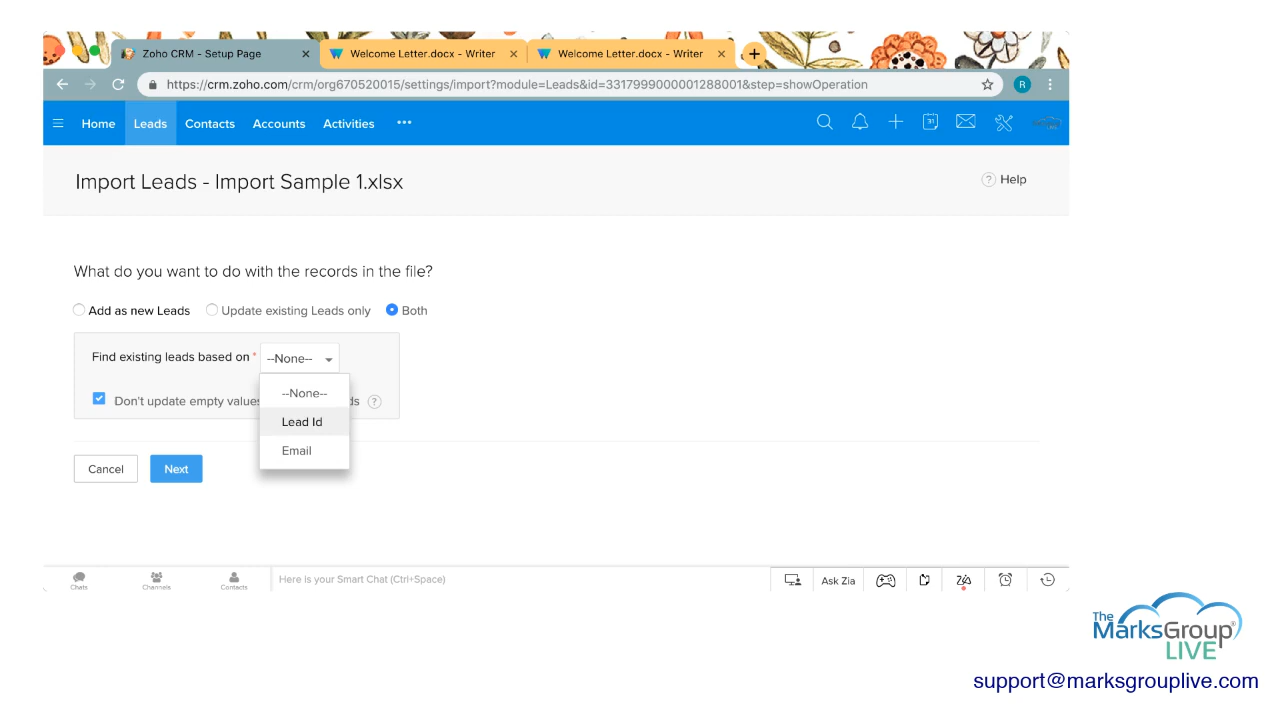 Zoho CRM - Setup Page × Welcome Letter.docx - Writer × Welcome Letter.docx - Writer × +
https://crm.zoho.com/crm/org670520015/settings/import?module=Leads&id=3317999000001288001&step=showOperation R
Home Leads Contacts Accounts Activities ••• 31
Import Leads - Import Sample 1.xlsx ? Help
What do you want to do with the records in the file?
Add as new Leads Update existing Leads only Both
Find existing leads based on * --None--
--None--
Don't update empty values ds ?
Lead Id
Email
Cancel Next
Chats Channels Contacts Here is your Smart Chat (Ctrl+Space) Ask Zia
The
MarksGroup®
LIVE
support@marksgrouplive.com